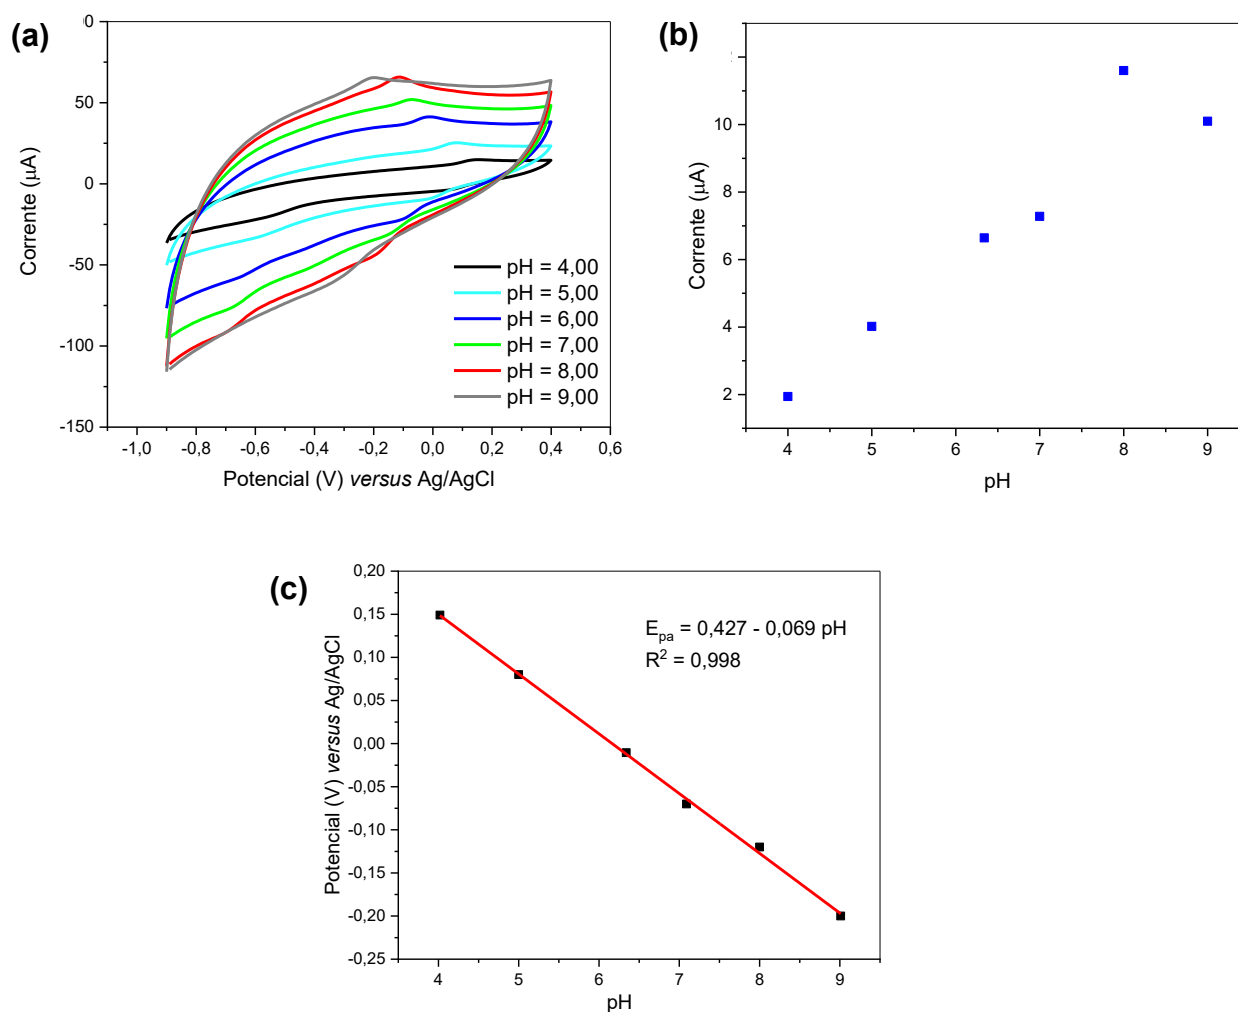 (a)
50
0
-50
-100
-150
-1,0 -0,8 -0,6 -0,4 -0,2 0,0 0,2 0,4 0,6
Corrente (µA)
Potencial (V) versus Ag/AgCl
pH = 4,00
pH = 5,00
pH = 6,00
pH = 7,00
pH = 8,00
pH = 9,00
(b)
10
8
6
4
2
4 5 6 7 8 9
Corrente (µA)
pH
(c)
0,20
0,15
0,10
0,05
0,00
-0,05
-0,10
-0,15
-0,20
-0,25
4 5 6 7 8 9
Potencial (V) versus Ag/AgCl
pH
Epa = 0,427 - 0,069 pH
R2 = 0,998